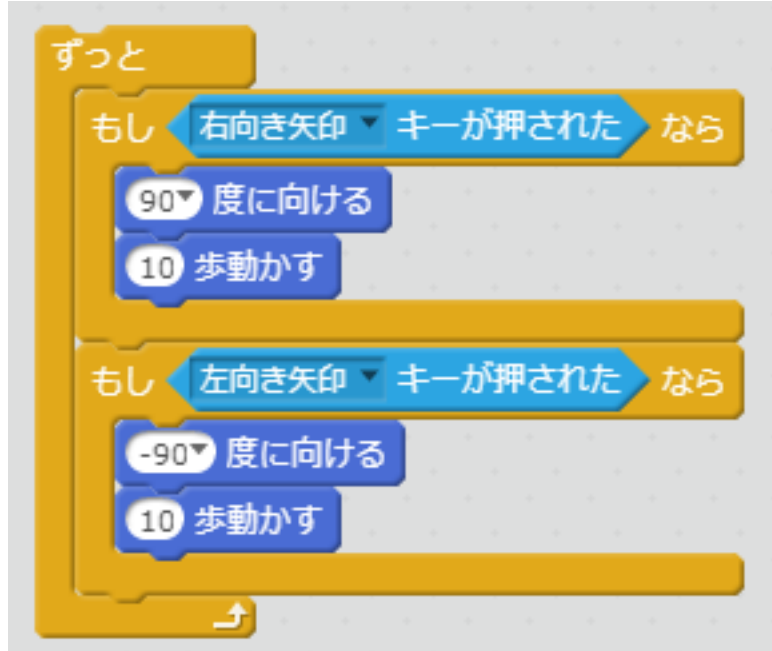 ずっと
もし 右向き矢印 キーが押された なら
90 度に向ける
10 歩動かす
もし 左向き矢印 キーが押された なら
-90 度に向ける
10 歩動かす